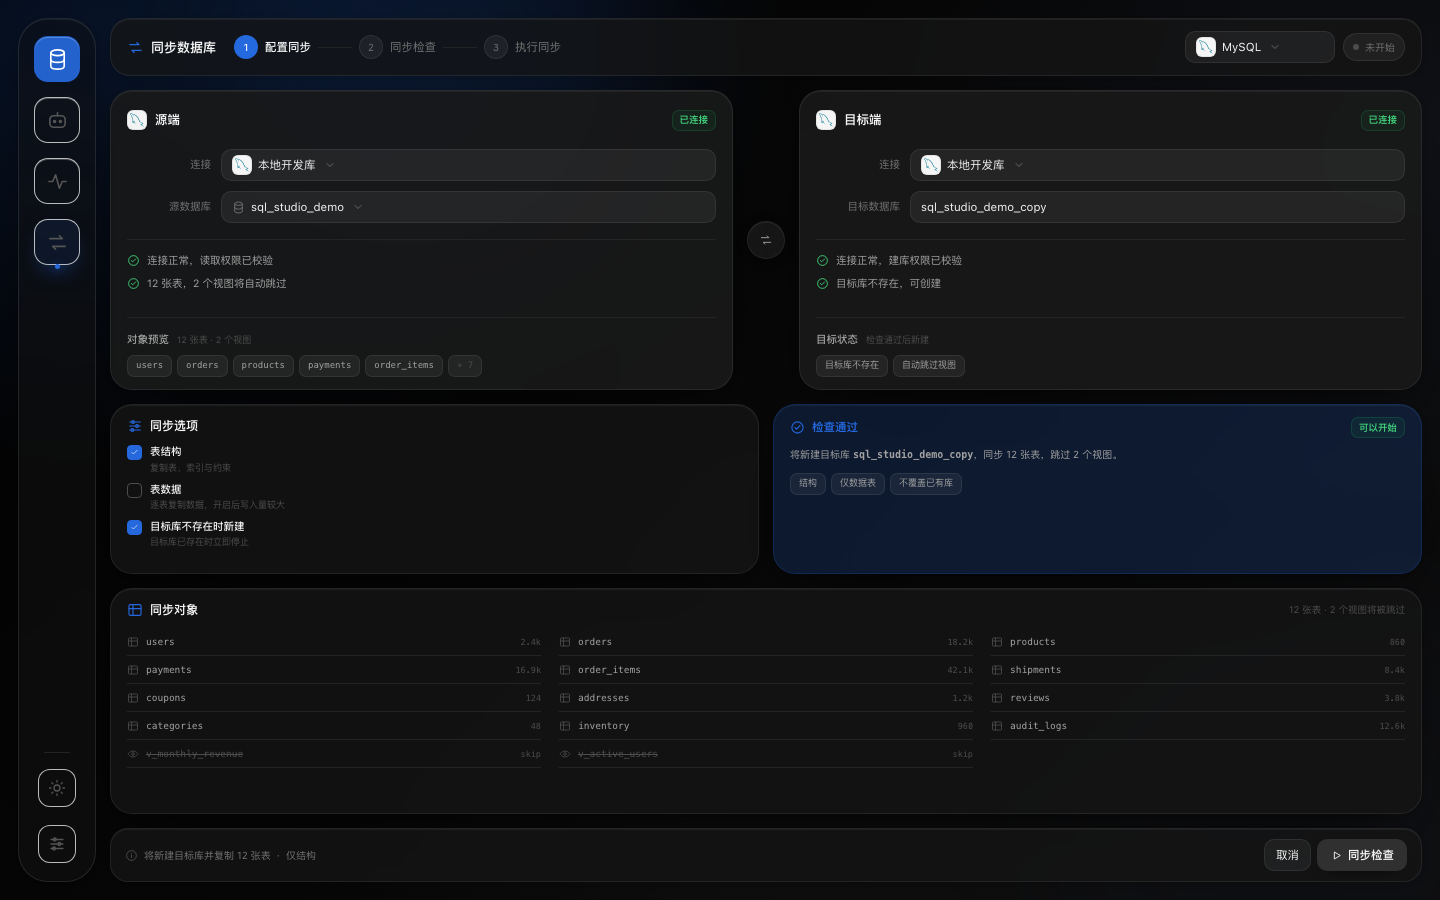 同步数据库 1 配置同步 2 同步检查 3 执行同步 MySQL 未开始
源端 已连接
连接 本地开发库
源数据库 sql_studio_demo
连接正常，读取权限已校验
12 张表，2 个视图将自动跳过
对象预览 12 张表 · 2 个视图
users orders products payments order_items + 7
目标端 已连接
连接 本地开发库
目标数据库 sql_studio_demo_copy
连接正常，建库权限已校验
目标库不存在，可创建
目标状态 检查通过后新建
目标库不存在 自动跳过视图
同步选项
表结构
复制表、索引与约束
表数据
逐表复制数据，开启后写入量较大
目标库不存在时新建
目标库已存在时立即停止
检查通过 可以开始
将新建目标库 sql_studio_demo_copy，同步 12 张表，跳过 2 个视图。
结构 仅数据表 不覆盖已有库
同步对象 12 张表 · 2 个视图将被跳过
users 2.4k orders 18.2k products 860
payments 16.9k order_items 42.1k shipments 8.4k
coupons 124 addresses 1.2k reviews 3.8k
categories 48 inventory 960 audit_logs 12.6k
v_monthly_revenue skip v_active_users skip
将新建目标库并复制 12 张表 · 仅结构 取消 同步检查